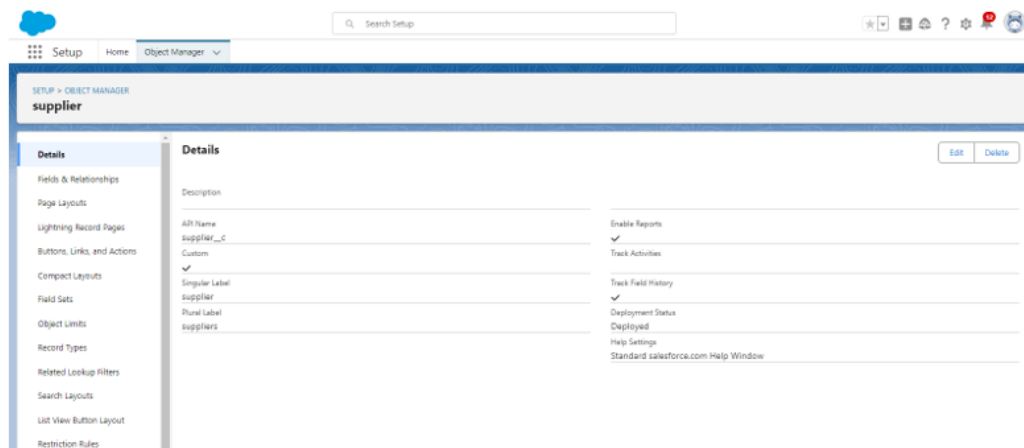 Search Setup
Setup
Home
Object Manager
SETUP > OBJECT MANAGER
supplier
Details
Fields & Relationships
Page Layouts
Lightning Record Pages
Buttons, Links, and Actions
Compact Layouts
Field Sets
Object Limits
Record Types
Related Lookup Filters
Search Layouts
List View Button Layout
Restriction Rules
Details
Edit
Delete
Description
API Name
supplier__c
Custom
Singular Label
supplier
Plural Label
suppliers
Enable Reports
Track Activities
Track Field History
Deployment Status
Deployed
Help Settings
Standard salesforce.com Help Window